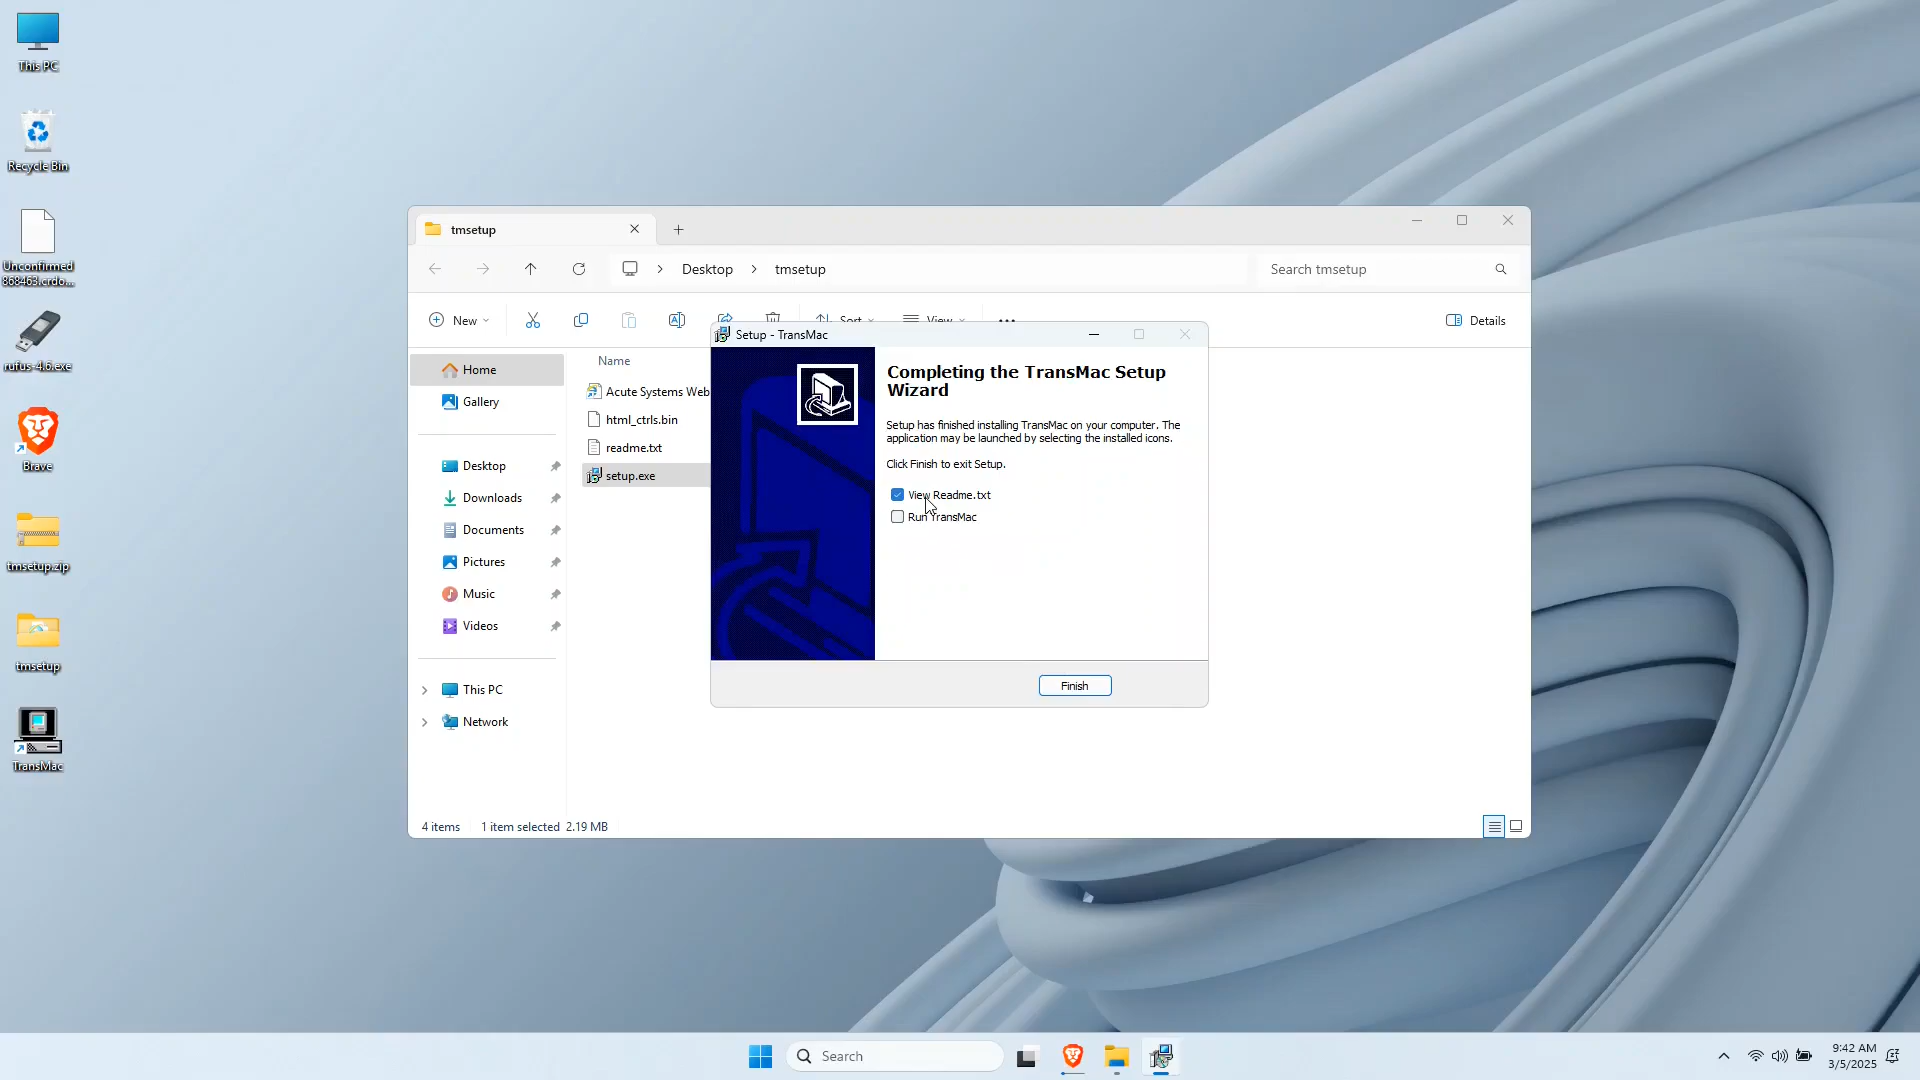 This PC
Recycle Bin
Unconfirmed
868463.crdo...
rufus-4.6.exe
Brave
tmsetup.zip
tmsetup
TransMac
tmsetup
Desktop
tmsetup
Search tmsetup
New
Sort
View
Details
Home
Gallery
Desktop
Downloads
Documents
Pictures
Music
Videos
This PC
Network
Name
Acute Systems Web
html_ctrls.bin
readme.txt
setup.exe
4 items
1 item selected 2.19 MB
Setup - TransMac
Completing the TransMac Setup
Wizard
Setup has finished installing TransMac on your computer. The
application may be launched by selecting the installed icons.
Click Finish to exit Setup.
View Readme.txt
Run TransMac
Finish
Search
9:42 AM
3/5/2025